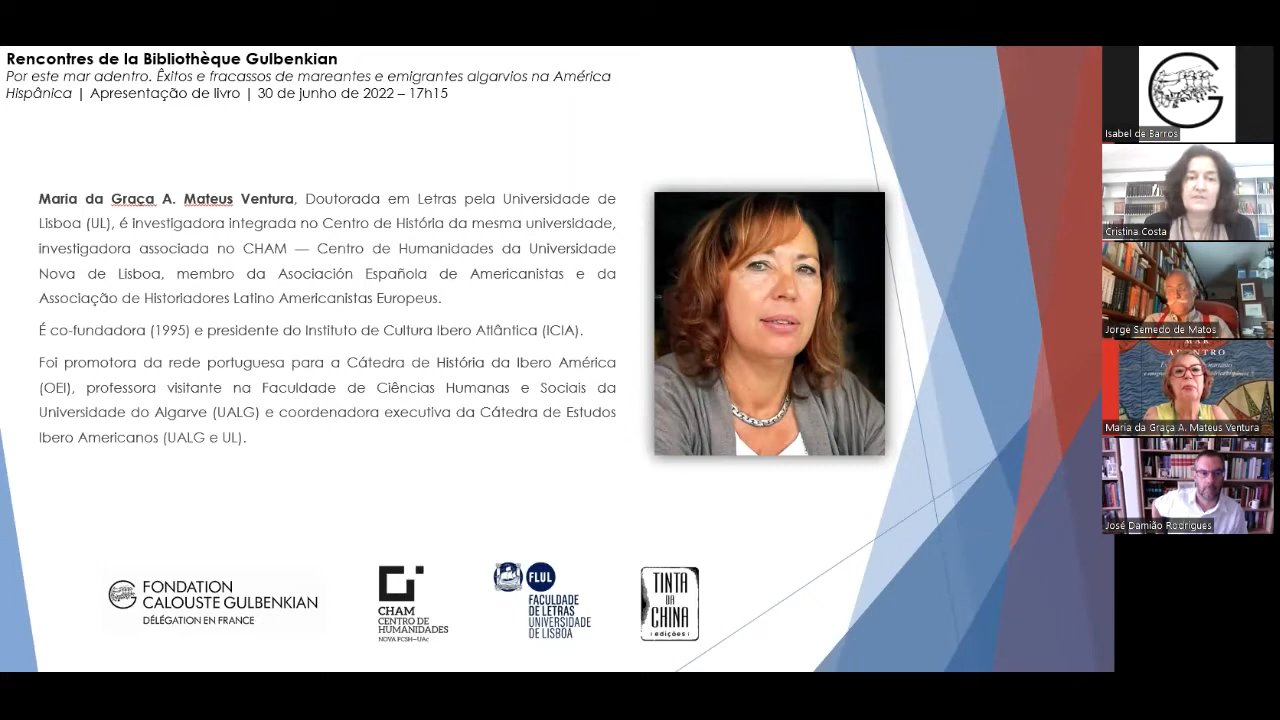 Rencontres de la Bibliothèque Gulbenkian
Por este mar adentro. Êxitos e fracassos de mareantes e emigrantes algarvios na América
Hispânica | Apresentação de livro | 30 de junho de 2022 – 17h15
Maria da Graça A. Mateus Ventura, Doutorada em Letras pela Universidade de
Lisboa (UL), é investigadora integrada no Centro de História da mesma universidade,
investigadora associada no CHAM — Centro de Humanidades da Universidade
Nova de Lisboa, membro da Asociación Española de Americanistas e da
Associação de Historiadores Latino Americanistas Europeus.
É co-fundadora (1995) e presidente do Instituto de Cultura Ibero Atlântica (ICIA).
Foi promotora da rede portuguesa para a Cátedra de História da Ibero América
(OEI), professora visitante na Faculdade de Ciências Humanas e Sociais da
Universidade do Algarve (UALG) e coordenadora executiva da Cátedra de Estudos
Ibero Americanos (UALG e UL).
FONDATION
CALOUSTE GULBENKIAN
DÉLÉGATION EN FRANCE
CHAM
CENTRO DE
HUMANIDADES
NOVA FCSH—UAc
FLUL
FACULDADE
DE LETRAS
UNIVERSIDADE
DE LISBOA
TINTA
DA
CHINA
edições
Isabel de Barros
Cristina Costa
Jorge Semedo de Matos
MAR
ADENTRO
Maria da Graça A. Mateus Ventura
José Damião Rodrigues